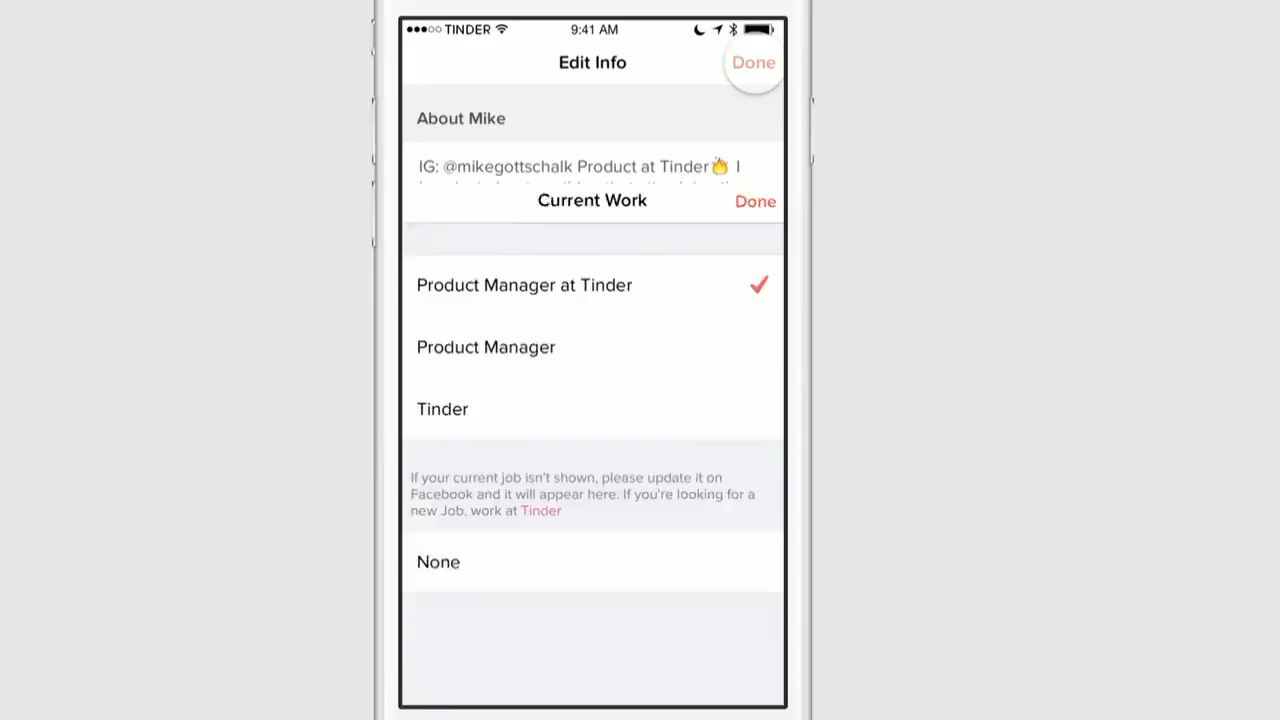 TINDER 9:41 AM
Edit Info Done
About Mike
IG: @mikegottschalk Product at Tinder🔥 I
Current Work Done
Product Manager at Tinder
Product Manager
Tinder
If your current job isn't shown, please update it on
Facebook and it will appear here. If you're looking for a
new Job, work at Tinder
None